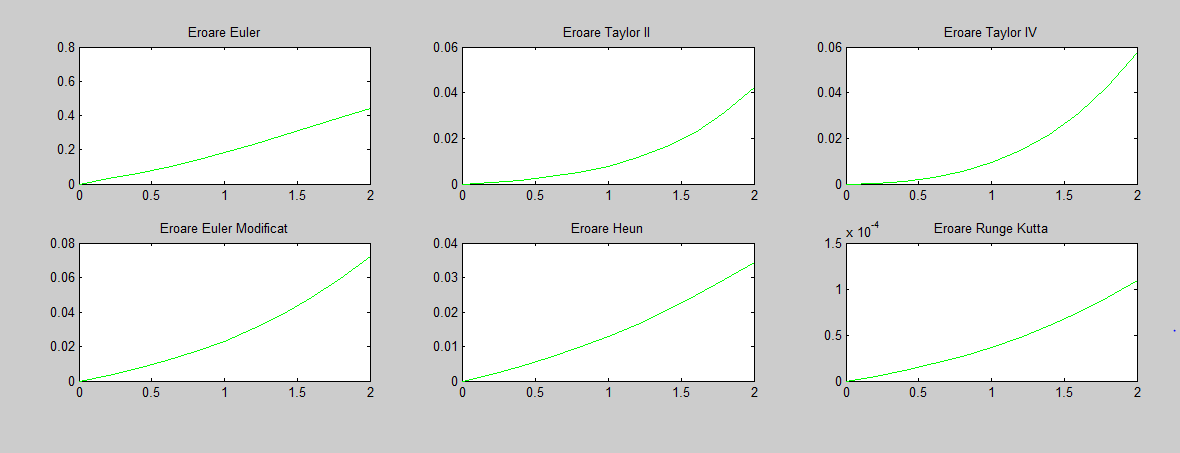 Eroare Euler
0.8
0.6
0.4
0.2
0
0 0.5 1 1.5 2
Eroare Taylor II
0.06
0.04
0.02
0
0 0.5 1 1.5 2
Eroare Taylor IV
0.06
0.04
0.02
0
0 0.5 1 1.5 2
Eroare Euler Modificat
0.08
0.06
0.04
0.02
0
0 0.5 1 1.5 2
Eroare Heun
0.04
0.03
0.02
0.01
0
0 0.5 1 1.5 2
Eroare Runge Kutta
x 10^-4
1.5
1
0.5
0
0 0.5 1 1.5 2